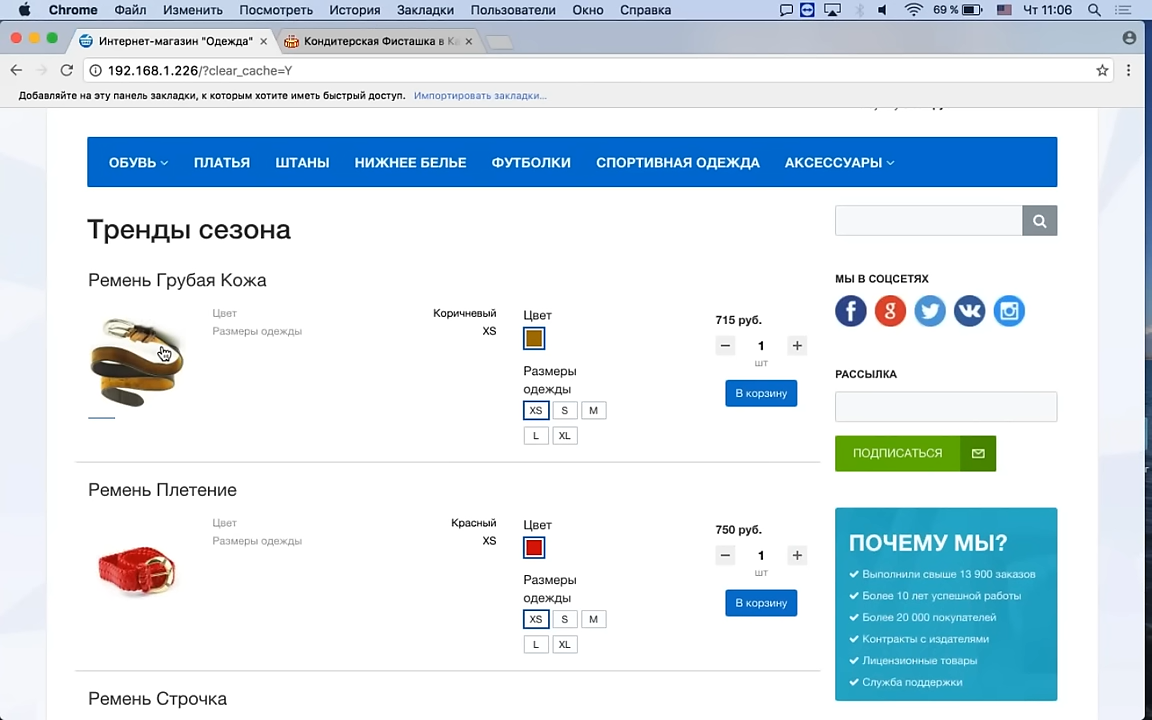 Chrome Файл Изменить Посмотреть История Закладки Пользователи Окно Справка 69 % Чт 11:06
Интернет-магазин "Одежда" × Кондитерская Фисташка в Ка ×
192.168.1.226/?clear_cache=Y
Добавляйте на эту панель закладки, к которым хотите иметь быстрый доступ. Импортировать закладки...
ОБУВЬ ПЛАТЬЯ ШТАНЫ НИЖНЕЕ БЕЛЬЕ ФУТБОЛКИ СПОРТИВНАЯ ОДЕЖДА АКСЕССУАРЫ
Тренды сезона
Ремень Грубая Кожа
Цвет Коричневый
Размеры одежды XS
Цвет
Размеры
одежды
XS S M
L XL
715 руб.
− 1 +
шт
В корзину
Ремень Плетение
Цвет Красный
Размеры одежды XS
Цвет
Размеры
одежды
XS S M
L XL
750 руб.
− 1 +
шт
В корзину
Ремень Строчка
МЫ В СОЦСЕТЯХ
РАССЫЛКА
ПОДПИСАТЬСЯ
ПОЧЕМУ МЫ?
Выполнили свыше 13 900 заказов
Более 10 лет успешной работы
Более 20 000 покупателей
Контракты с издателями
Лицензионные товары
Служба поддержки